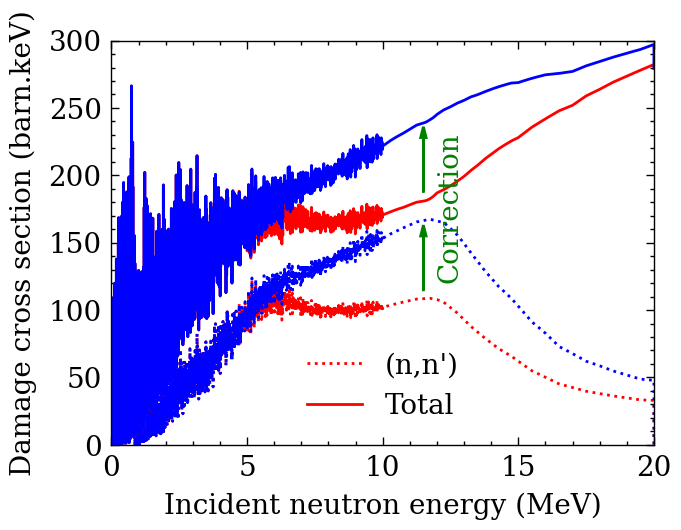 Damage cross section (barn.keV)
300
250
200
150
100
50
0
Correction
(n,n')
Total
0 5 10 15 20
Incident neutron energy (MeV)